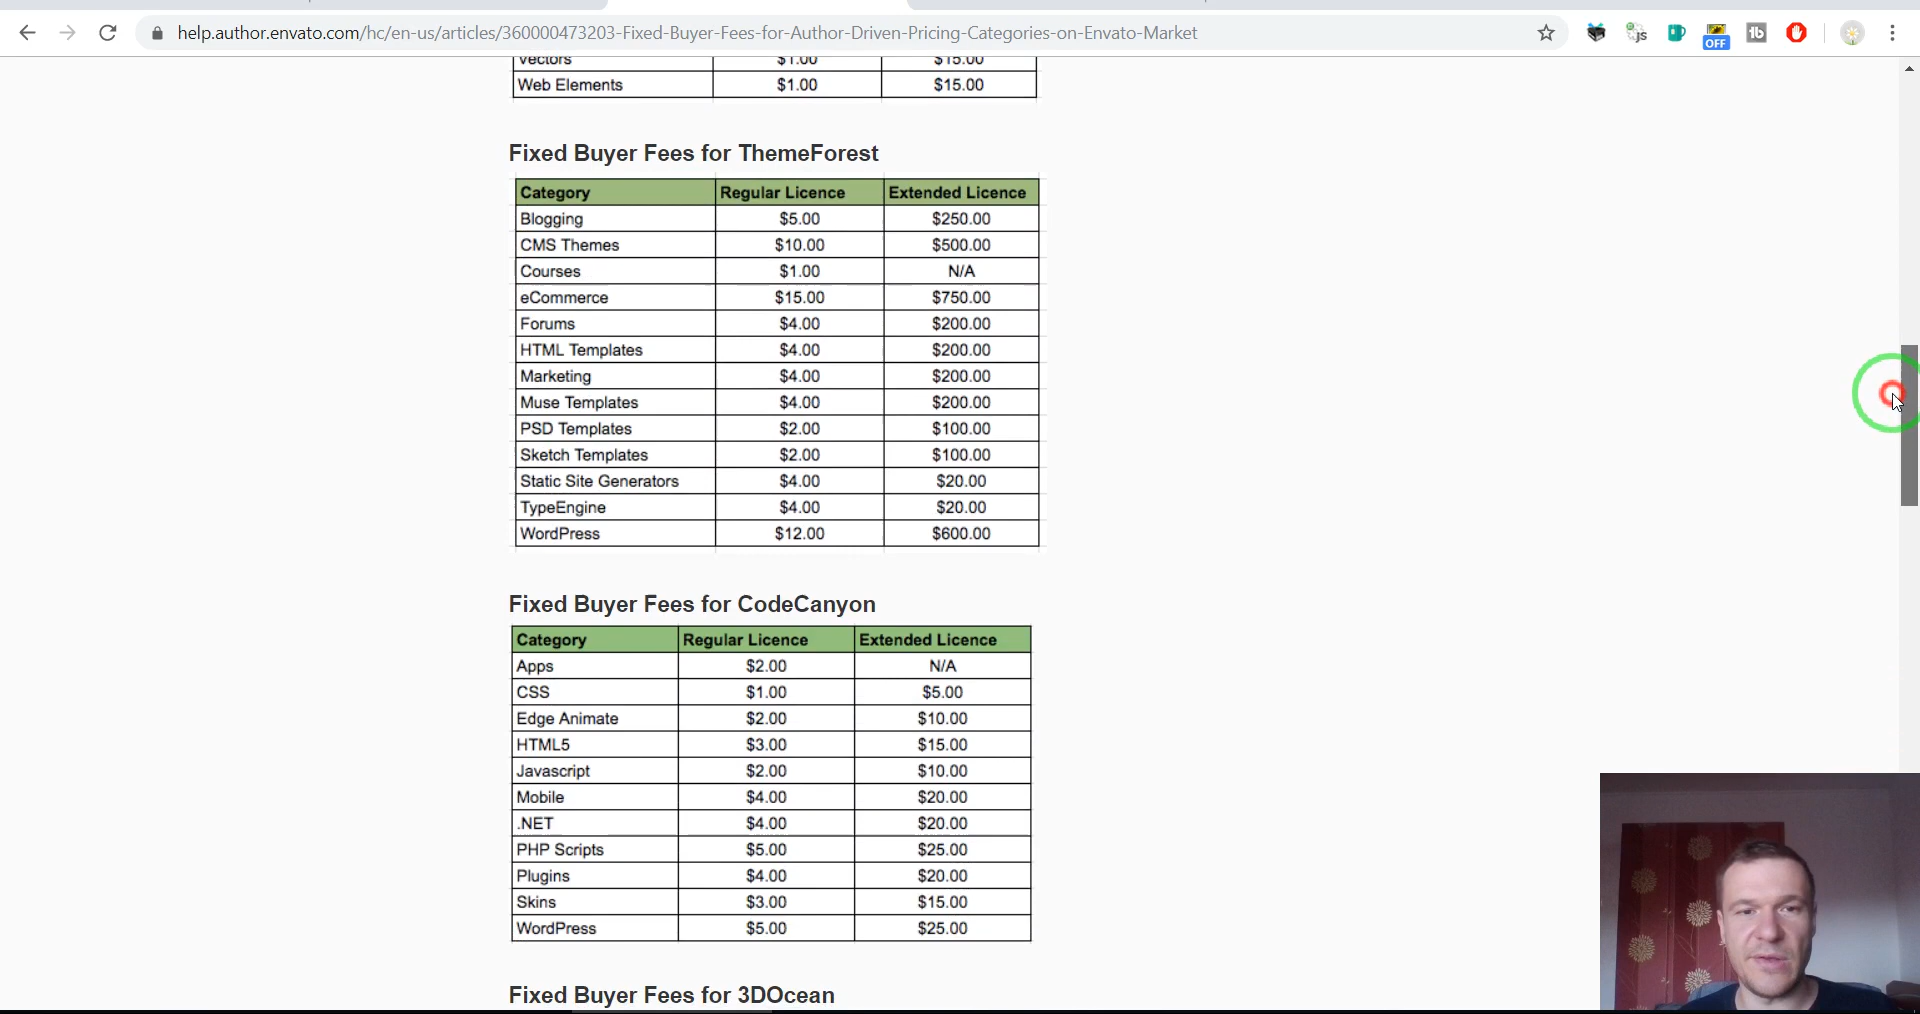 help.author.envato.com/hc/en-us/articles/360000473203-Fixed-Buyer-Fees-for-Author-Driven-Pricing-Categories-on-Envato-Market
JS
OFF
1b
Vectors $1.00 $15.00
Web Elements $1.00 $15.00
Fixed Buyer Fees for ThemeForest
Category Regular Licence Extended Licence
Blogging $5.00 $250.00
CMS Themes $10.00 $500.00
Courses $1.00 N/A
eCommerce $15.00 $750.00
Forums $4.00 $200.00
HTML Templates $4.00 $200.00
Marketing $4.00 $200.00
Muse Templates $4.00 $200.00
PSD Templates $2.00 $100.00
Sketch Templates $2.00 $100.00
Static Site Generators $4.00 $20.00
TypeEngine $4.00 $20.00
WordPress $12.00 $600.00
Fixed Buyer Fees for CodeCanyon
Category Regular Licence Extended Licence
Apps $2.00 N/A
CSS $1.00 $5.00
Edge Animate $2.00 $10.00
HTML5 $3.00 $15.00
Javascript $2.00 $10.00
Mobile $4.00 $20.00
.NET $4.00 $20.00
PHP Scripts $5.00 $25.00
Plugins $4.00 $20.00
Skins $3.00 $15.00
WordPress $5.00 $25.00
Fixed Buyer Fees for 3DOcean